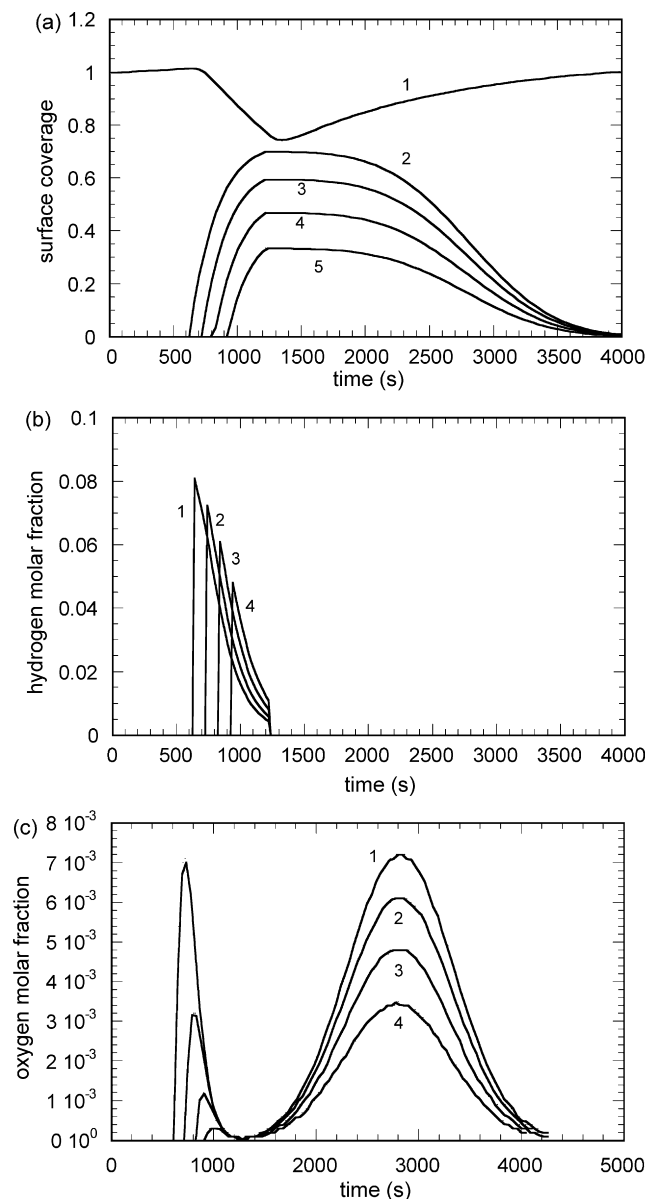 (a)
1.2
1
0.8
0.6
0.4
0.2
0
surface coverage
1
2
3
4
5
0 500 1000 1500 2000 2500 3000 3500 4000
time (s)
(b)
0.1
0.08
0.06
0.04
0.02
0
hydrogen molar fraction
1
2
3
4
0 500 1000 1500 2000 2500 3000 3500 4000
time (s)
(c)
8 10⁻³
7 10⁻³
6 10⁻³
5 10⁻³
4 10⁻³
3 10⁻³
2 10⁻³
1 10⁻³
0 10⁰
oxygen molar fraction
1
2
3
4
0 1000 2000 3000 4000 5000
time (s)